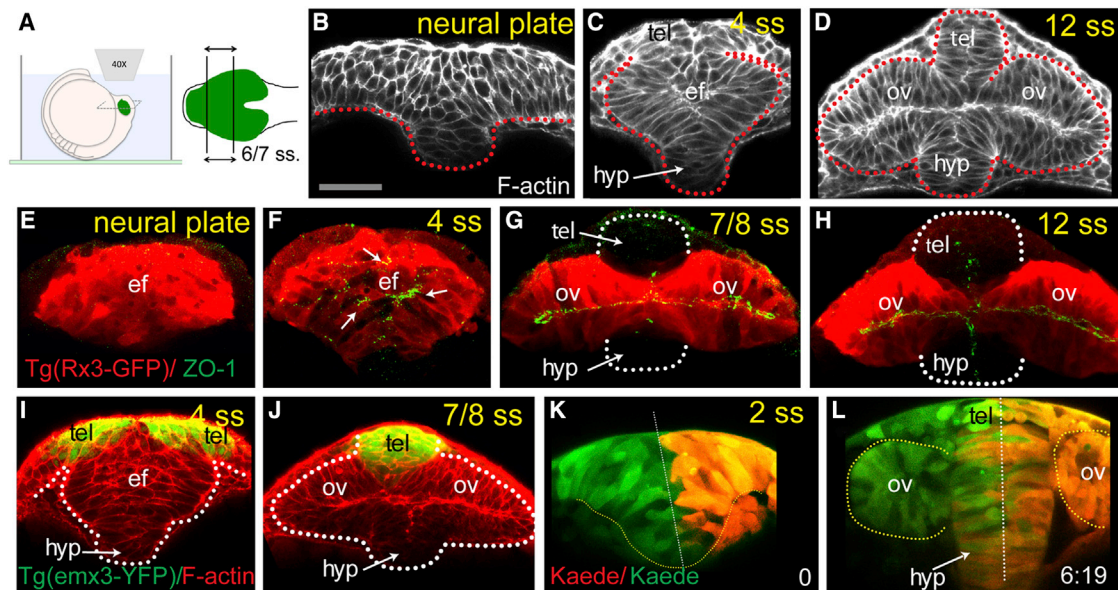 A
40X
6/7 ss.
B
neural plate
F-actin
C
4 ss
tel
ef
hyp
D
12 ss
tel
ov
ov
hyp
E
neural plate
ef
Tg(Rx3-GFP)/ ZO-1
F
4 ss
ef
G
7/8 ss
tel
ov
ov
hyp
H
12 ss
tel
ov
ov
hyp
I
4 ss
tel
tel
ef
hyp
Tg(emx3-YFP)/F-actin
J
7/8 ss
tel
ov
ov
hyp
K
2 ss
Kaede/Kaede
0
L
tel
ov
ov
hyp
6:19